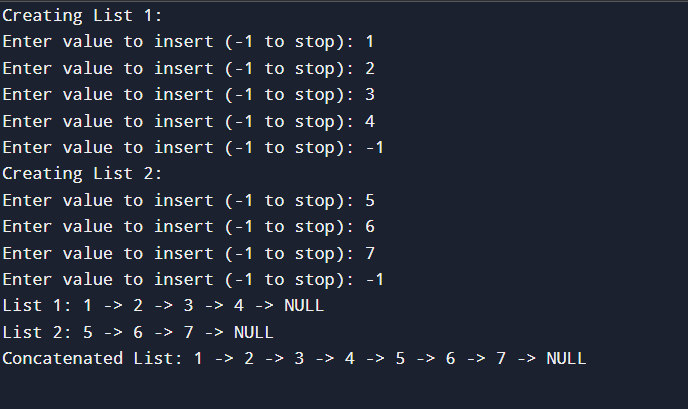 Creating List 1:
Enter value to insert (-1 to stop): 1
Enter value to insert (-1 to stop): 2
Enter value to insert (-1 to stop): 3
Enter value to insert (-1 to stop): 4
Enter value to insert (-1 to stop): -1
Creating List 2:
Enter value to insert (-1 to stop): 5
Enter value to insert (-1 to stop): 6
Enter value to insert (-1 to stop): 7
Enter value to insert (-1 to stop): -1
List 1: 1 -> 2 -> 3 -> 4 -> NULL
List 2: 5 -> 6 -> 7 -> NULL
Concatenated List: 1 -> 2 -> 3 -> 4 -> 5 -> 6 -> 7 -> NULL